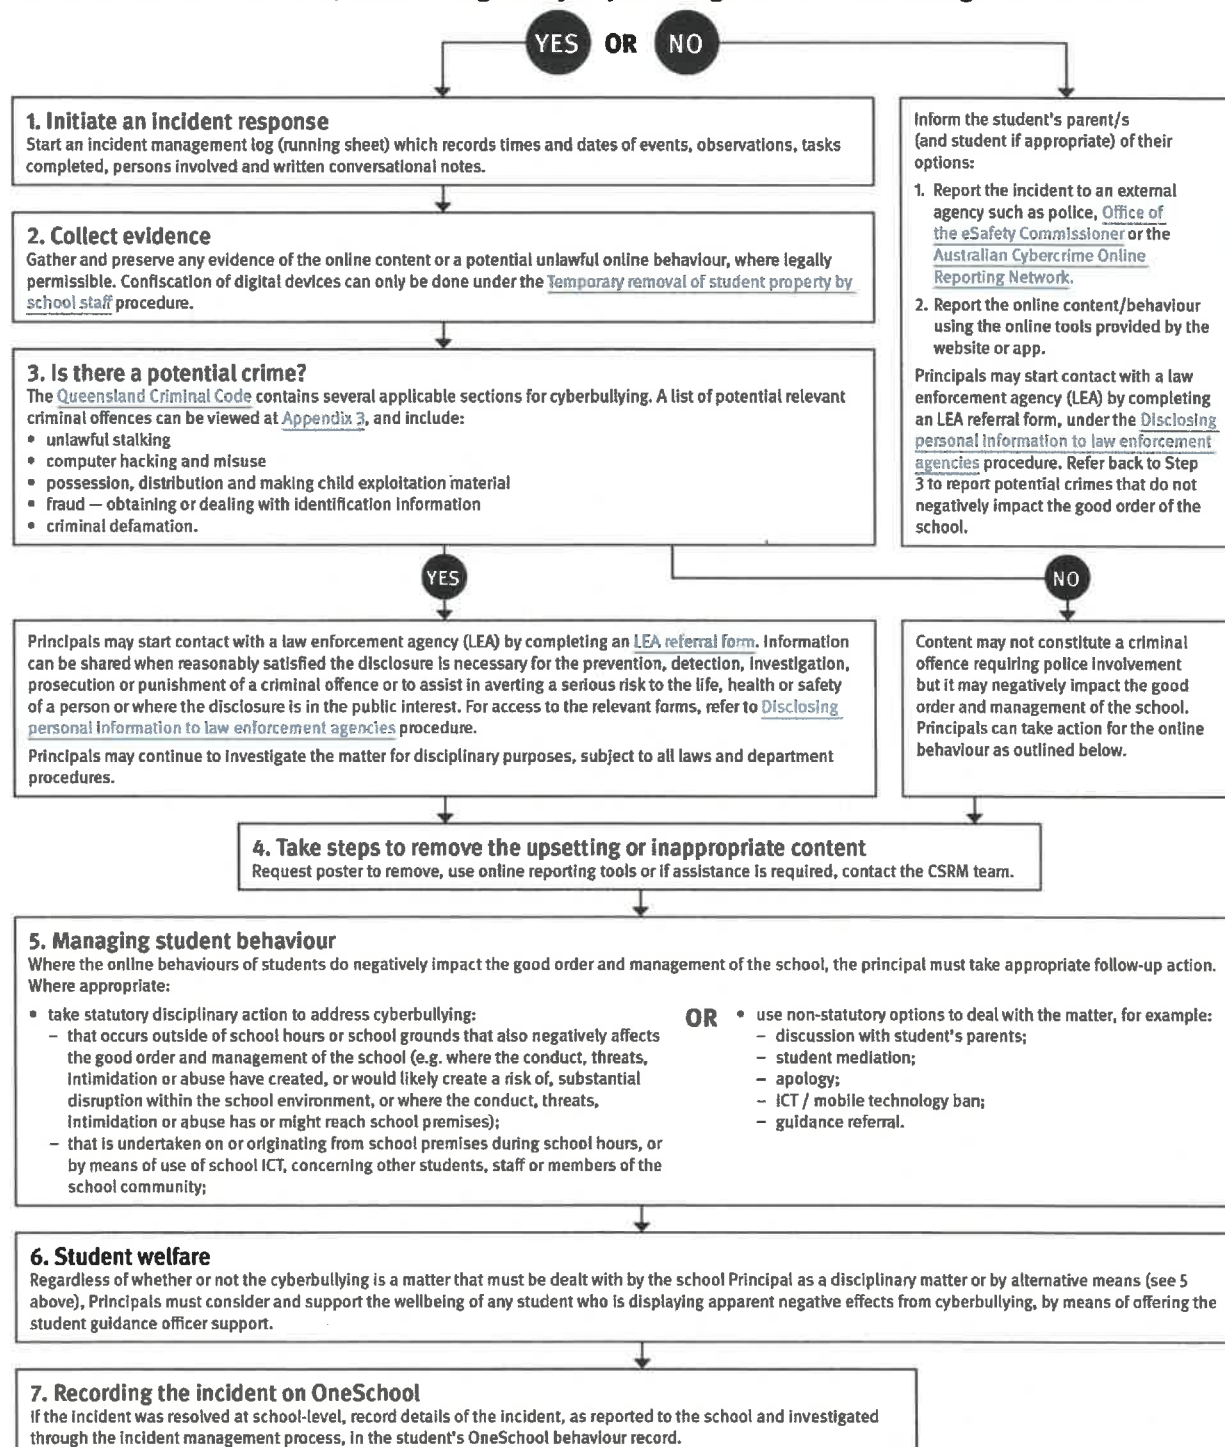 YES OR NO
1. Initiate an incident response
Start an incident management log (running sheet) which records times and dates of events, observations, tasks
completed, persons involved and written conversational notes.
2. Collect evidence
Gather and preserve any evidence of the online content or a potential unlawful online behaviour, where legally
permissible. Confiscation of digital devices can only be done under the Temporary removal of student property by
school staff procedure.
3. Is there a potential crime?
The Queensland Criminal Code contains several applicable sections for cyberbullying. A list of potential relevant
criminal offences can be viewed at Appendix 3, and include:
• unlawful stalking
• computer hacking and misuse
• possession, distribution and making child exploitation material
• fraud — obtaining or dealing with identification information
• criminal defamation.
Inform the student's parent/s
(and student if appropriate) of their
options:
1. Report the incident to an external
agency such as police, Office of
the eSafety Commissioner or the
Australian Cybercrime Online
Reporting Network.
2. Report the online content/behaviour
using the online tools provided by the
website or app.
Principals may start contact with a law
enforcement agency (LEA) by completing
an LEA referral form, under the Disclosing
personal information to law enforcement
agencies procedure. Refer back to Step
3 to report potential crimes that do not
negatively impact the good order of the
school.
YES
NO
Principals may start contact with a law enforcement agency (LEA) by completing an LEA referral form. Information
can be shared when reasonably satisfied the disclosure is necessary for the prevention, detection, investigation,
prosecution or punishment of a criminal offence or to assist in averting a serious risk to the life, health or safety
of a person or where the disclosure is in the public interest. For access to the relevant forms, refer to Disclosing
personal information to law enforcement agencies procedure.
Principals may continue to investigate the matter for disciplinary purposes, subject to all laws and department
procedures.
Content may not constitute a criminal
offence requiring police involvement
but it may negatively impact the good
order and management of the school.
Principals can take action for the online
behaviour as outlined below.
4. Take steps to remove the upsetting or inappropriate content
Request poster to remove, use online reporting tools or if assistance is required, contact the CSRM team.
5. Managing student behaviour
Where the online behaviours of students do negatively impact the good order and management of the school, the principal must take appropriate follow-up action.
Where appropriate:
• take statutory disciplinary action to address cyberbullying:
– that occurs outside of school hours or school grounds that also negatively affects
the good order and management of the school (e.g. where the conduct, threats,
intimidation or abuse have created, or would likely create a risk of, substantial
disruption within the school environment, or where the conduct, threats,
intimidation or abuse has or might reach school premises);
– that is undertaken on or originating from school premises during school hours, or
by means of use of school ICT, concerning other students, staff or members of the
school community;
OR
• use non-statutory options to deal with the matter, for example:
– discussion with student's parents;
– student mediation;
– apology;
– ICT / mobile technology ban;
– guidance referral.
6. Student welfare
Regardless of whether or not the cyberbullying is a matter that must be dealt with by the school Principal as a disciplinary matter or by alternative means (see 5
above), Principals must consider and support the wellbeing of any student who is displaying apparent negative effects from cyberbullying, by means of offering the
student guidance officer support.
7. Recording the incident on OneSchool
If the incident was resolved at school-level, record details of the incident, as reported to the school and investigated
through the incident management process, in the student's OneSchool behaviour record.